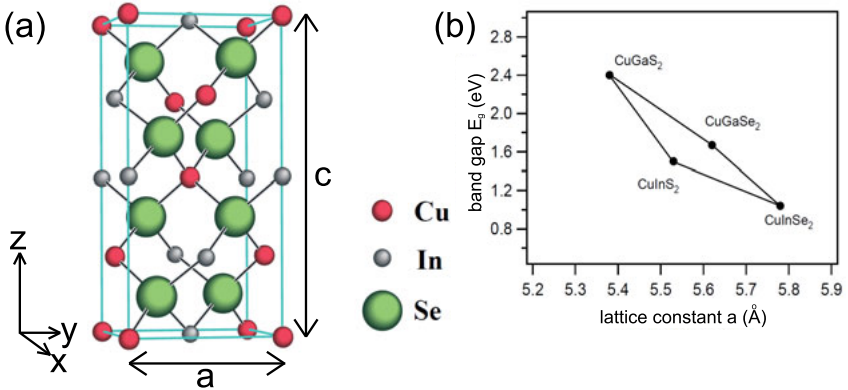 (a)
c
Cu
In
Se
z
y
x
a
(b)
band gap E₉ (eV)
2.8
2.4
2.0
1.6
1.2
0.8
CuGaS₂
CuGaSe₂
CuInS₂
CuInSe₂
5.2 5.3 5.4 5.5 5.6 5.7 5.8 5.9
lattice constant a (Å)